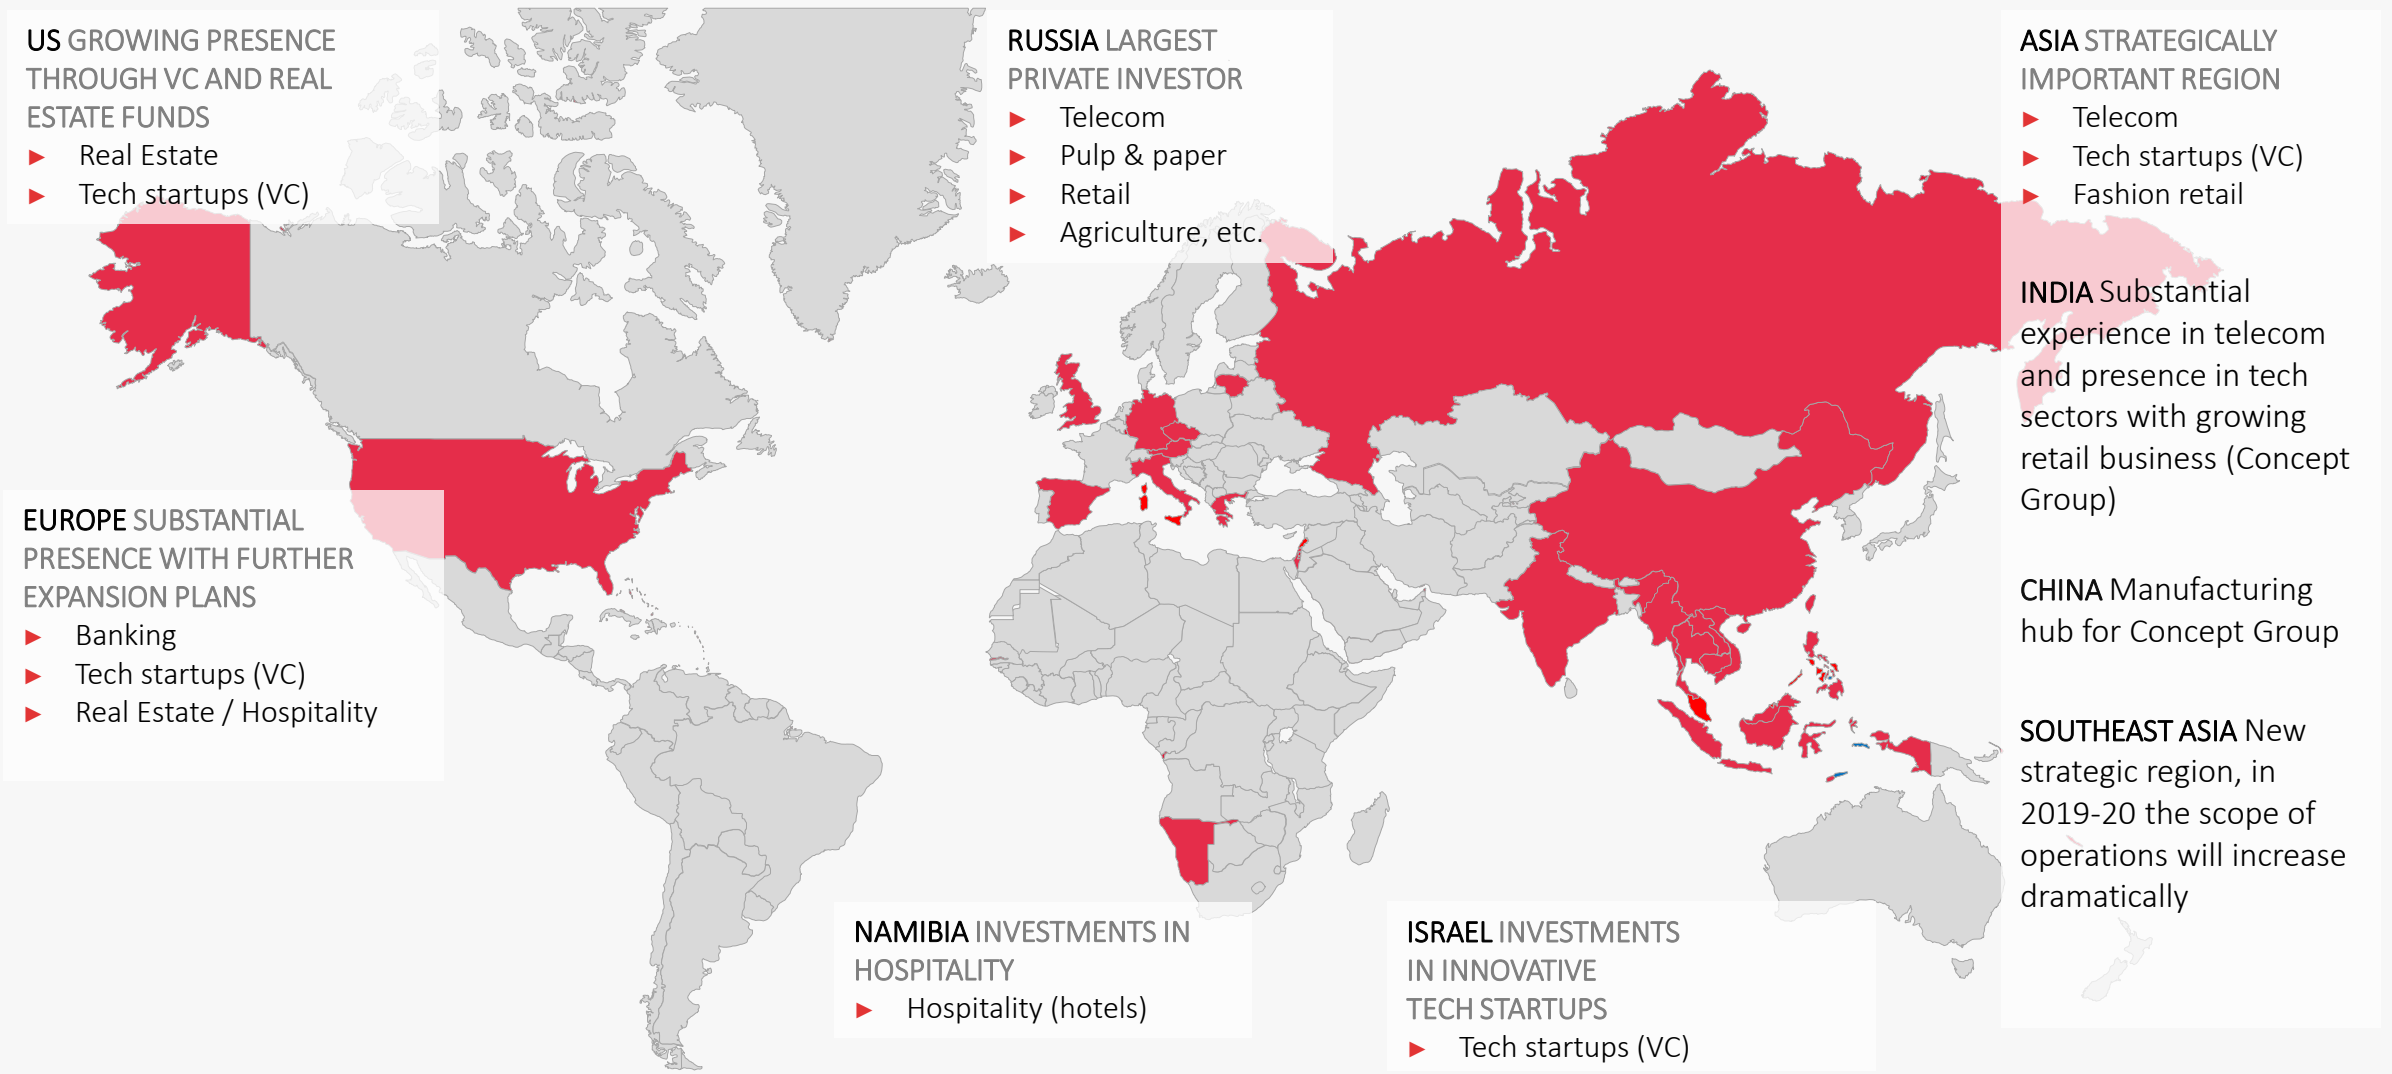 US GROWING PRESENCE
THROUGH VC AND REAL
ESTATE FUNDS
► Real Estate
► Tech startups (VC)
RUSSIA LARGEST
PRIVATE INVESTOR
► Telecom
► Pulp & paper
► Retail
► Agriculture, etc.
ASIA STRATEGICALLY
IMPORTANT REGION
► Telecom
► Tech startups (VC)
► Fashion retail
INDIA Substantial
experience in telecom
and presence in tech
sectors with growing
retail business (Concept
Group)
CHINA Manufacturing
hub for Concept Group
SOUTHEAST ASIA New
strategic region, in
2019-20 the scope of
operations will increase
dramatically
EUROPE SUBSTANTIAL
PRESENCE WITH FURTHER
EXPANSION PLANS
► Banking
► Tech startups (VC)
► Real Estate / Hospitality
NAMIBIA INVESTMENTS IN
HOSPITALITY
► Hospitality (hotels)
ISRAEL INVESTMENTS
IN INNOVATIVE
TECH STARTUPS
► Tech startups (VC)